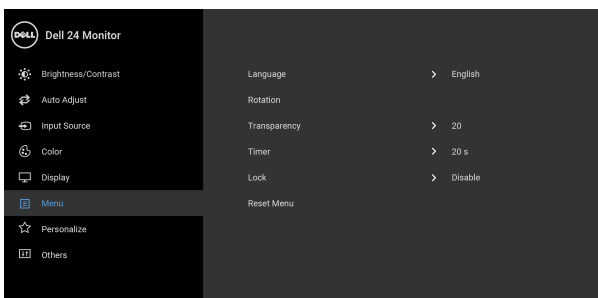 DELL Dell 24 Monitor
Brightness/Contrast
Auto Adjust
Input Source
Color
Display
Menu
Personalize
Others
Language > English
Rotation
Transparency > 20
Timer > 20 s
Lock > Disable
Reset Menu